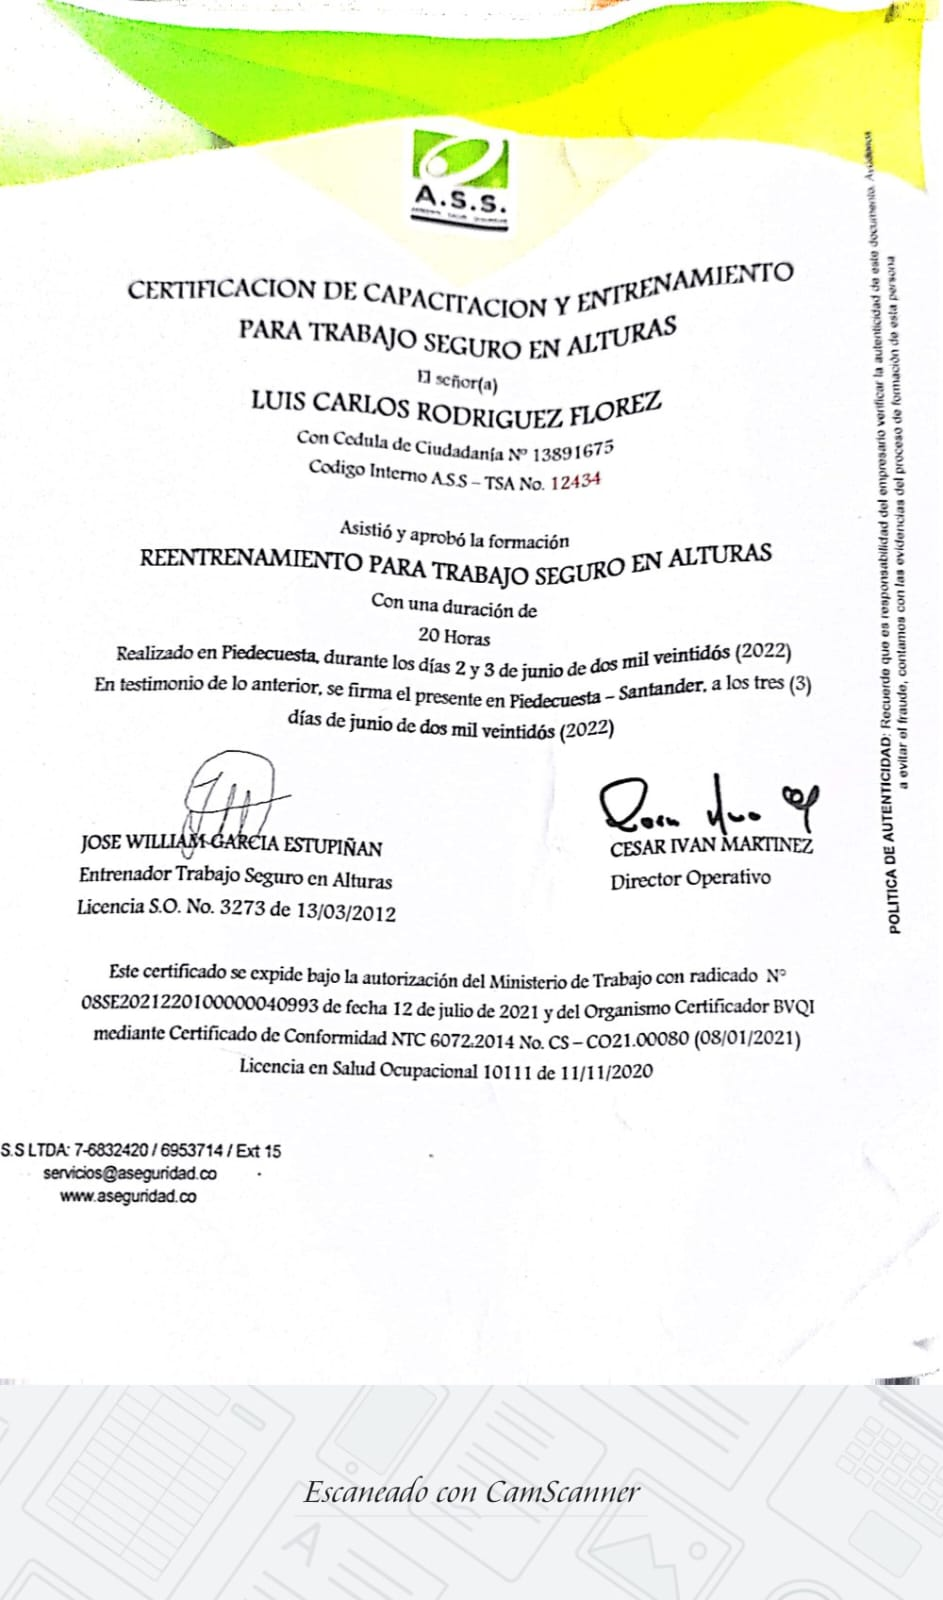 A.S.S.
CERTIFICACION DE CAPACITACION Y ENTRENAMIENTO
PARA TRABAJO SEGURO EN ALTURAS
El señor(a)
LUIS CARLOS RODRIGUEZ FLOREZ
Con Cedula de Ciudadanía Nº 13891675
Codigo Interno A.S.S – TSA No. 12434
Asistió y aprobó la formación
REENTRENAMIENTO PARA TRABAJO SEGURO EN ALTURAS
Con una duración de
20 Horas
Realizado en Piedecuesta, durante los días 2 y 3 de junio de dos mil veintidós (2022)
En testimonio de lo anterior, se firma el presente en Piedecuesta – Santander, a los tres (3)
días de junio de dos mil veintidós (2022)
JOSE WILLIAM GARCIA ESTUPIÑAN
Entrenador Trabajo Seguro en Alturas
Licencia S.O. No. 3273 de 13/03/2012
CESAR IVAN MARTINEZ
Director Operativo
Este certificado se expide bajo la autorización del Ministerio de Trabajo con radicado Nº
08SE2021220100000040993 de fecha 12 de julio de 2021 y del Organismo Certificador BVQI
mediante Certificado de Conformidad NTC 6072.2014 No. CS – CO21.00080 (08/01/2021)
Licencia en Salud Ocupacional 10111 de 11/11/2020
S.S LTDA: 7-6832420 / 6953714 / Ext 15
servicios@aseguridad.co
www.aseguridad.co
POLITICA DE AUTENTICIDAD: Recuerde que es responsabilidad del empresario verificar la autenticidad de este documento. Ayúdenos
a evitar el fraude, contamos con las evidencias del proceso de formación de esta persona
Escaneado con CamScanner